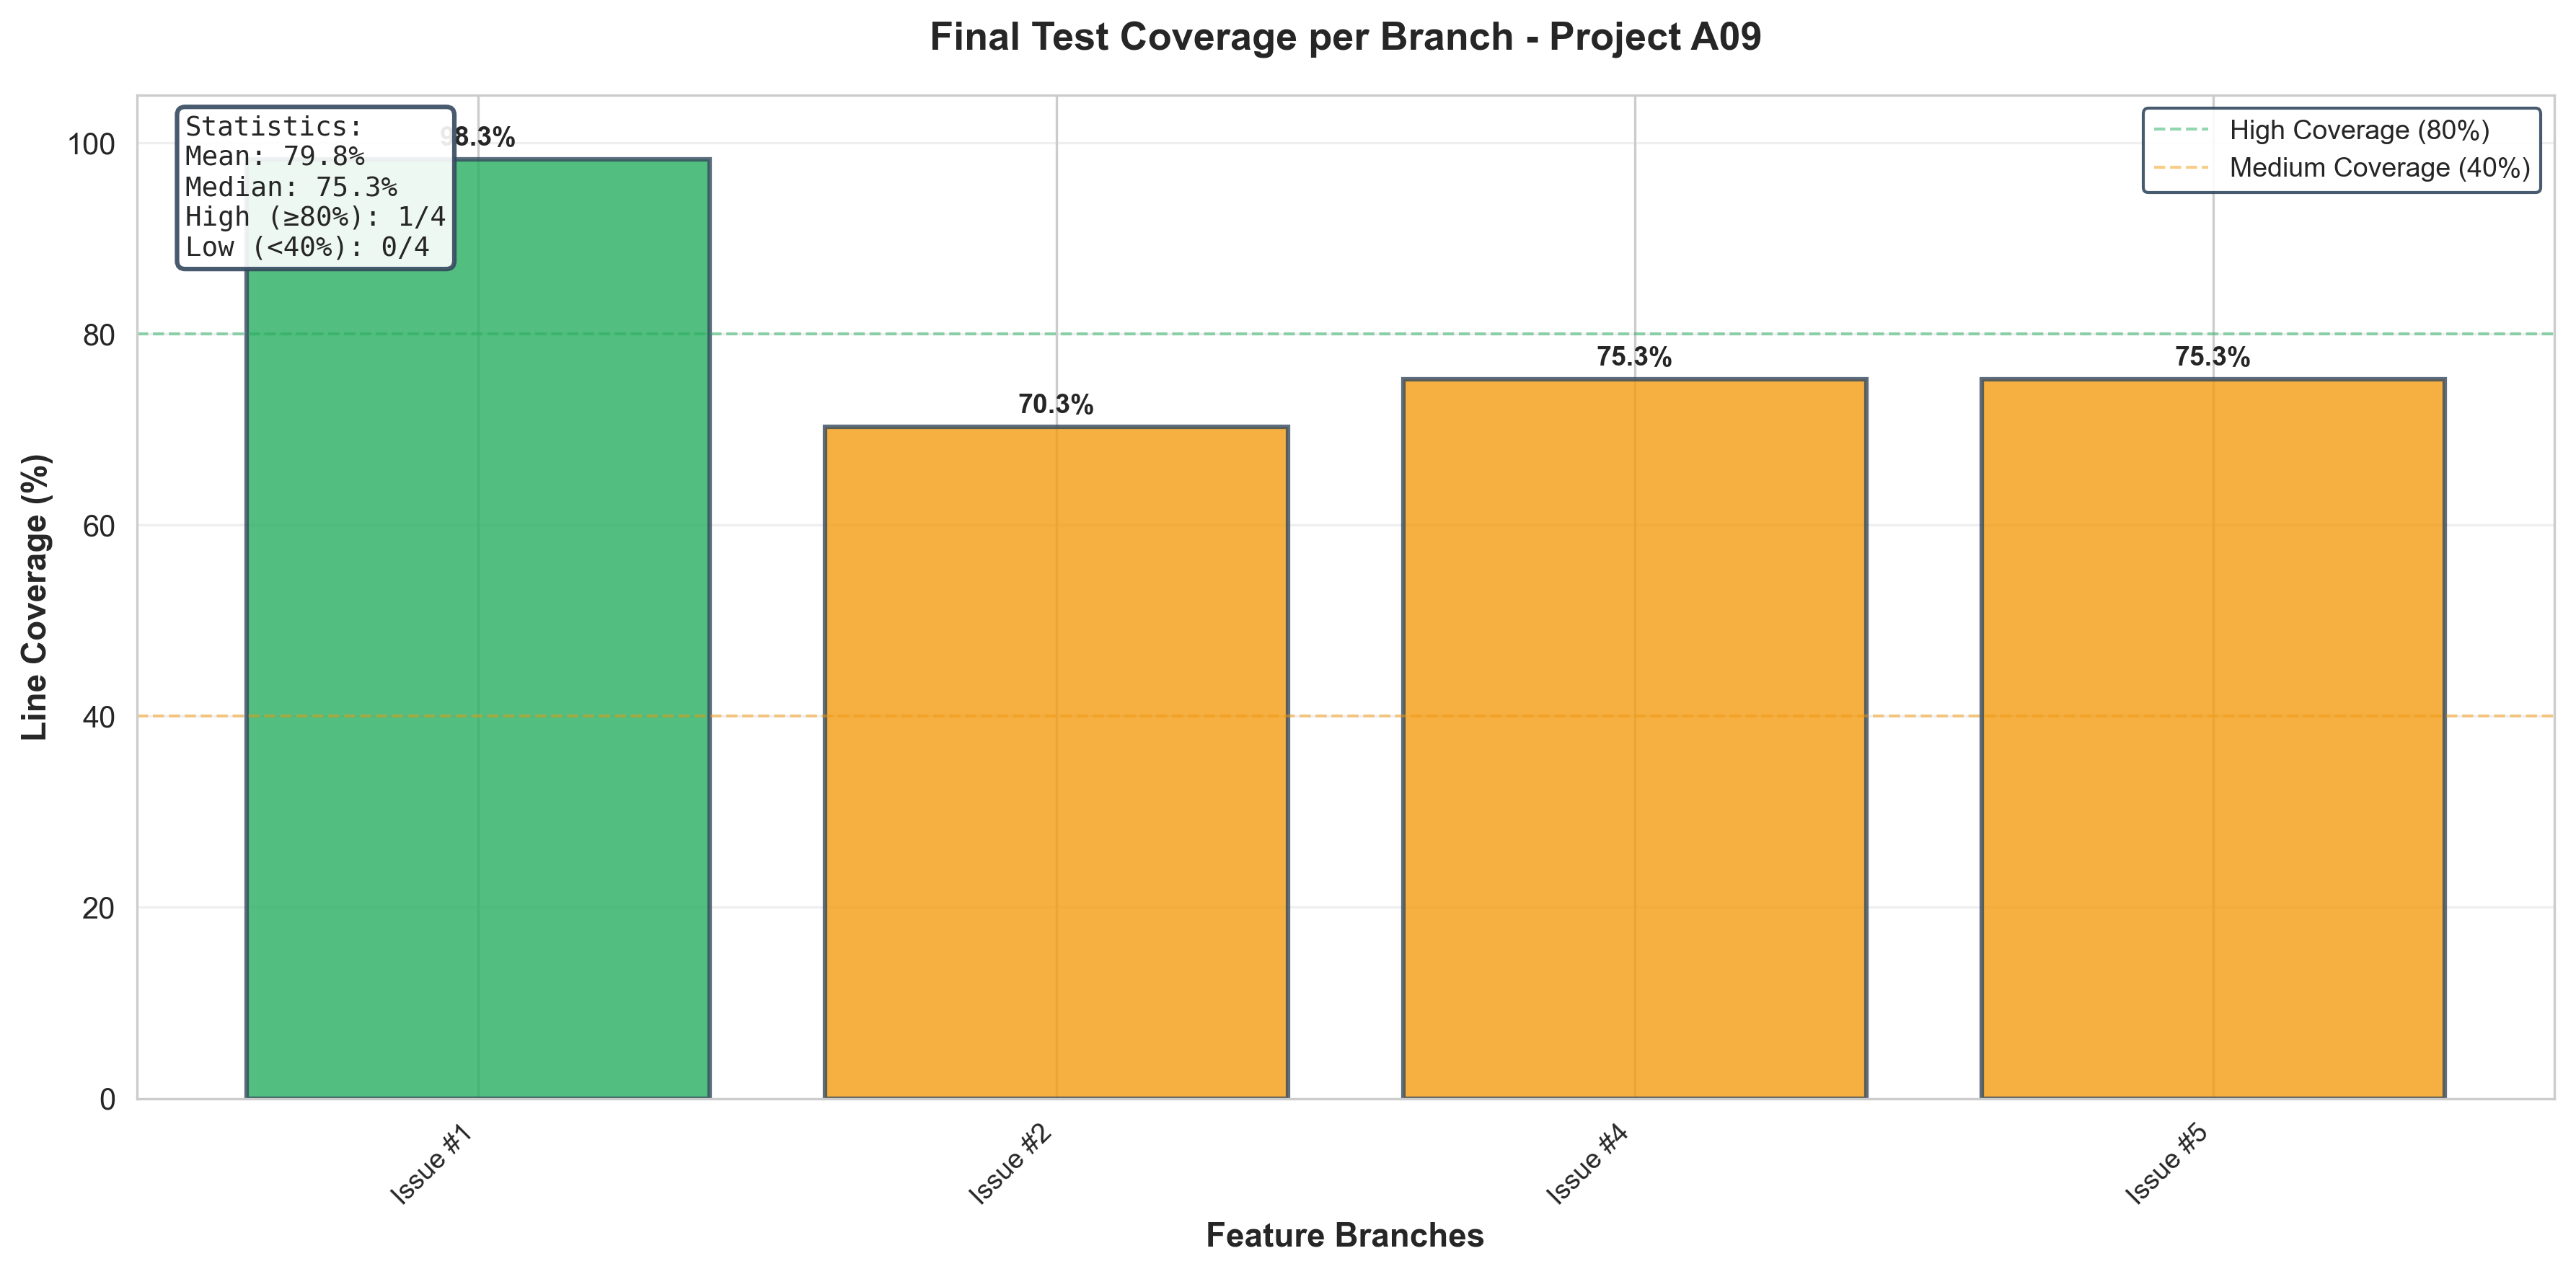 Final Test Coverage per Branch - Project A09
Statistics:
Mean: 79.8%
Median: 75.3%
High (≥80%): 1/4
Low (<40%): 0/4
High Coverage (80%)
Medium Coverage (40%)
98.3%
70.3%
75.3%
75.3%
Line Coverage (%)
100
80
60
40
20
0
Issue #1
Issue #2
Issue #4
Issue #5
Feature Branches